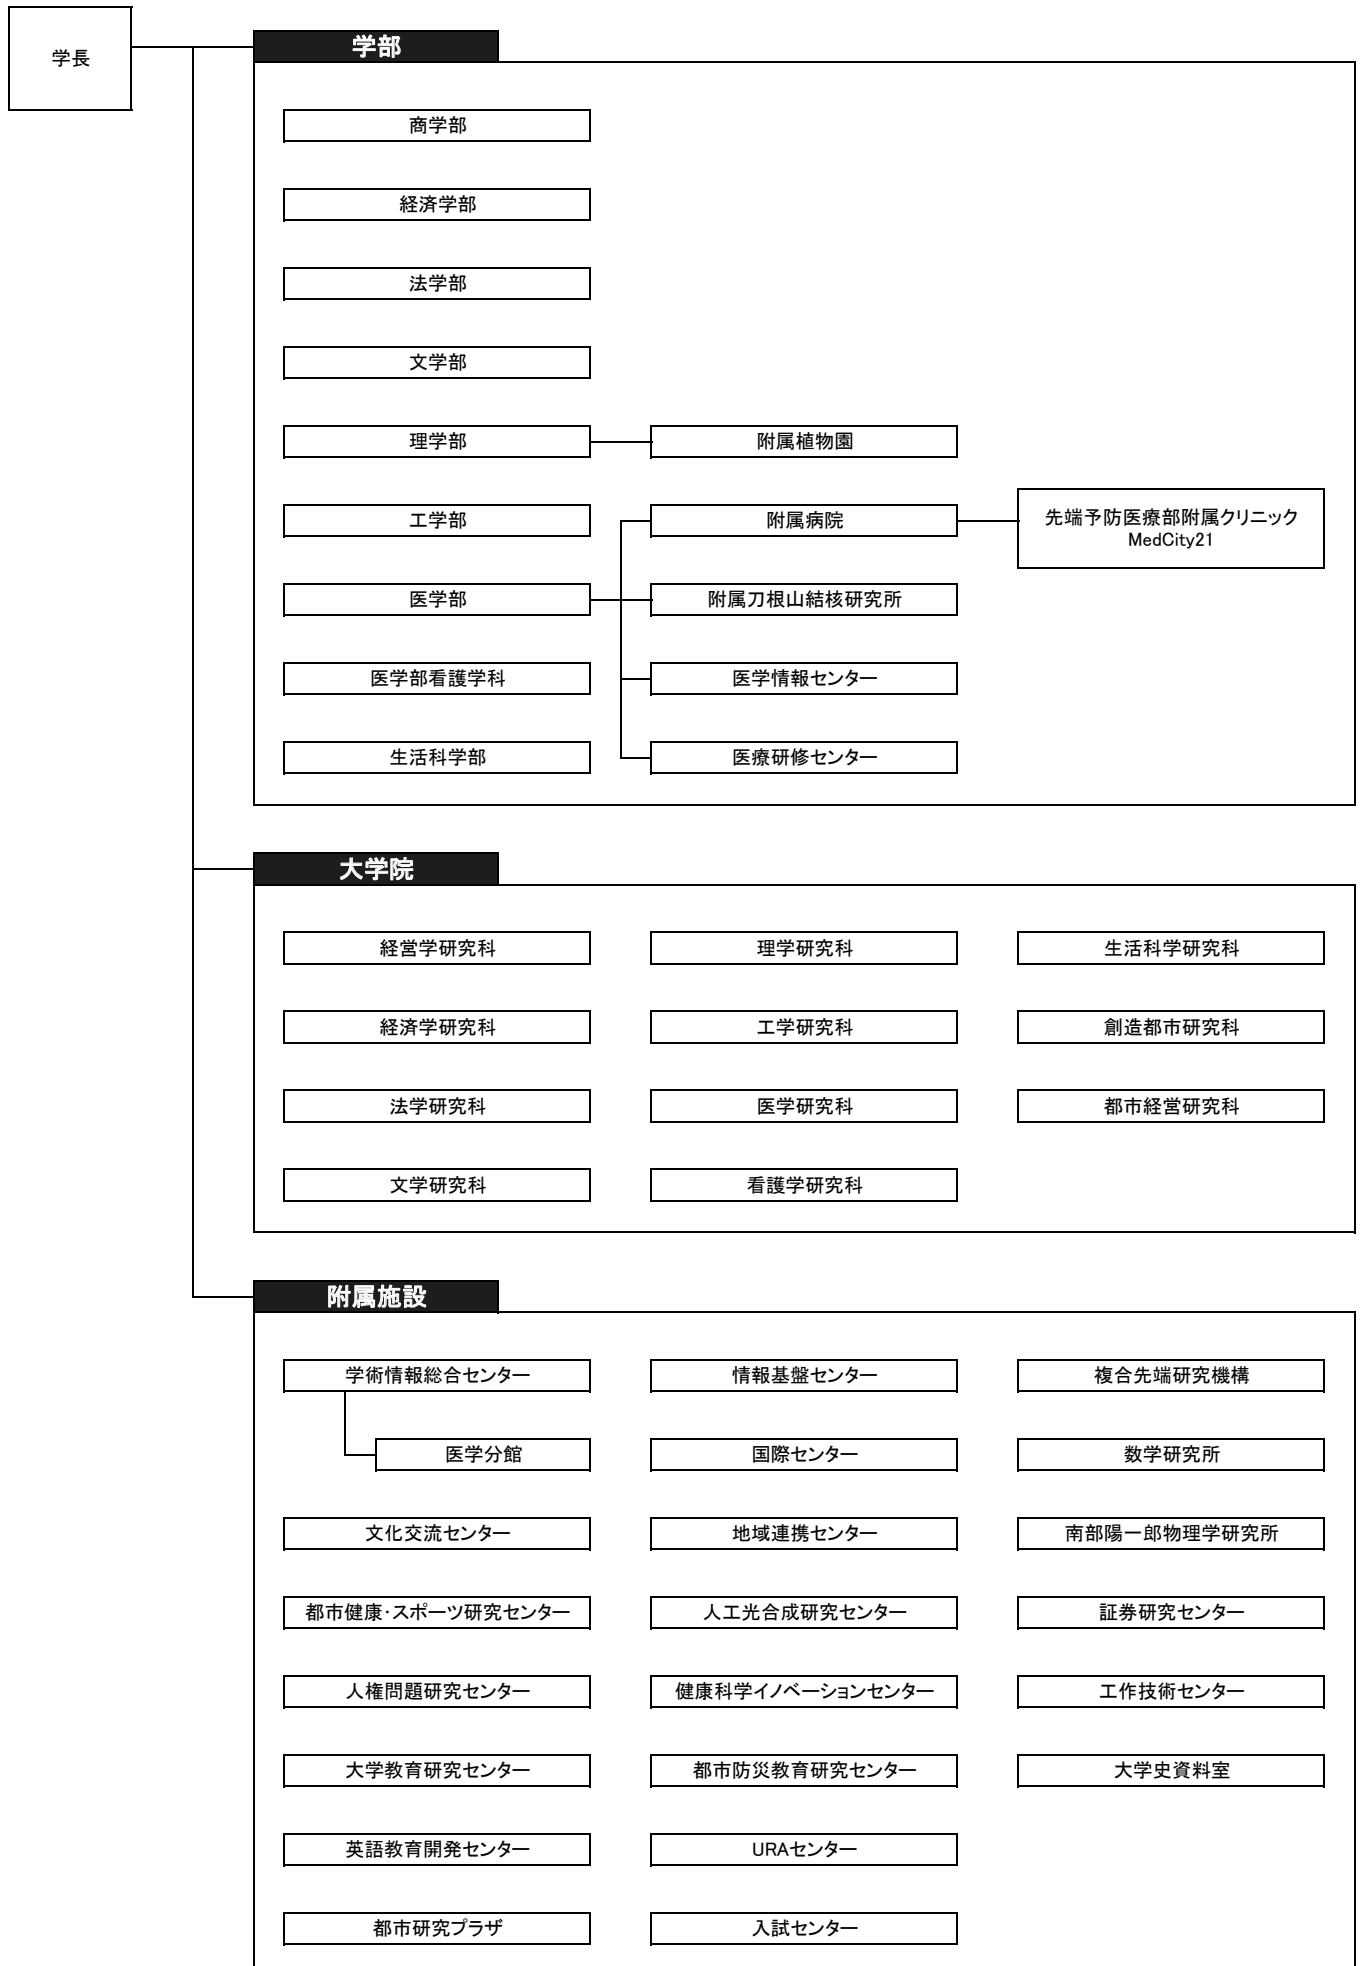 学長
学部
商学部
経済学部
法学部
文学部
理学部
附属植物園
工学部
附属病院
先端予防医療部附属クリニック
MedCity21
医学部
附属刀根山結核研究所
医学部看護学科
医学情報センター
生活科学部
医療研修センター
大学院
経営学研究科
理学研究科
生活科学研究科
経済学研究科
工学研究科
創造都市研究科
法学研究科
医学研究科
都市経営研究科
文学研究科
看護学研究科
附属施設
学術情報総合センター
情報基盤センター
複合先端研究機構
医学分館
国際センター
数学研究所
文化交流センター
地域連携センター
南部陽一郎物理学研究所
都市健康・スポーツ研究センター
人工光合成研究センター
証券研究センター
人権問題研究センター
健康科学イノベーションセンター
工作技術センター
大学教育研究センター
都市防災教育研究センター
大学史資料室
英語教育開発センター
URAセンター
都市研究プラザ
入試センター